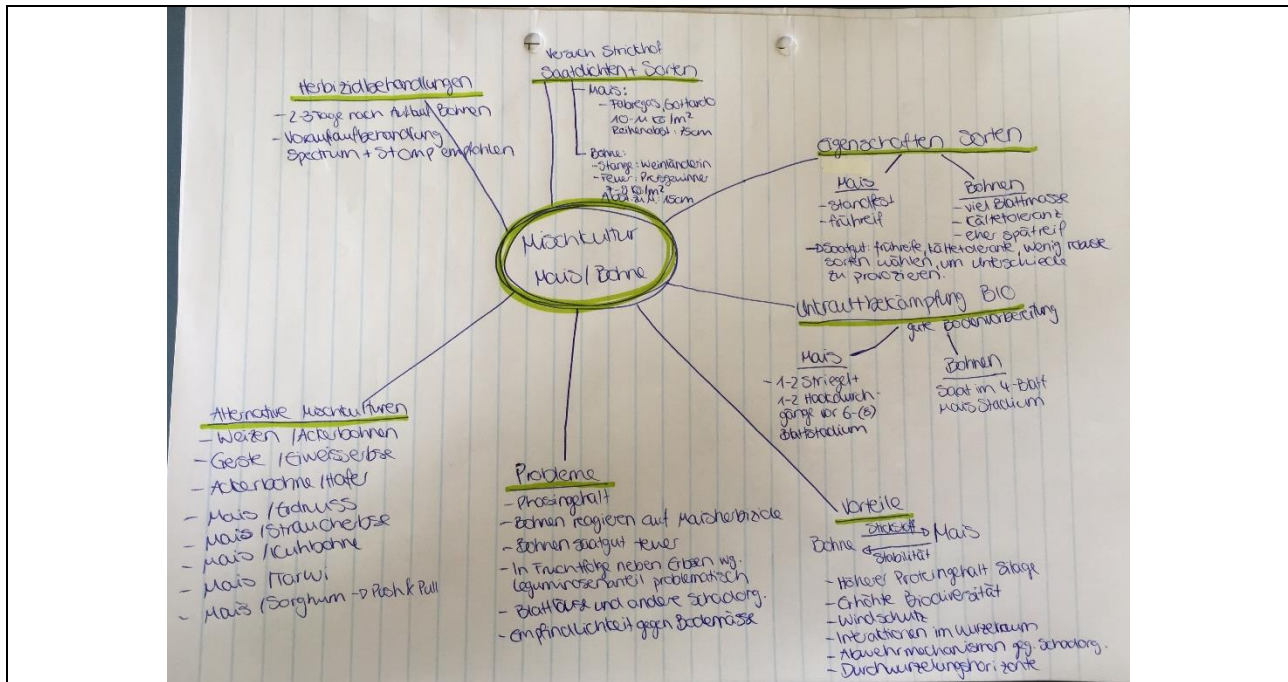 Mischkultur
Mais/Bohne
Herbizidbehandlungen
- 2-3 Tage nach Bohnen
- Vorauflaufbehandlung
Spectrum + Stomp empfohlen
Versuch Strickhof
Saatdichten + Sorten
- Mais:
- Fabregas, Gottardo
10-11 /m²
Reihenabst.: 75cm
- Bohne:
- Stange: Weinländerin
- Feuer: Preisgewinner
/m²
15cm
Eigenschaften Sorten
Mais
- Standfest
- frühreif
Bohnen
- viel Blattmasse
- Kältetoleranz
- eher spätreif
→ Saatgut: frühreife, kältetolerante, wenig robuste
Sorten wählen, um Unterschiede
zu provozieren.
Unkrautbekämpfung BIO
gute Bodenvorbereitung
Mais
- 1-2 Striegel +
1-2 Hackdurch-
gänge vor 6-(8)
Blattstadium
Bohnen
Saat im 4-Blatt
Mais Stadium
Vorteile
Bohne Stickstoff → Mais
← Stabilität
- Höherer Proteingehalt Silage
- Erhöhte Biodiversität
- Windschutz
- Interaktionen im Wurzelraum
- Abwehrmechanismen geg. Schadorg.
- Durchwurzelungshorizonte
Probleme
- Phasingehalt
- Bohnen reagieren auf Maisherbizide
- Bohnen saatgut teuer
- In Fruchtfolge neben Erbsen wg.
Leguminosenanteil problematisch
- Blattläuse und andere Schadorg.
- Empfindlichkeit gegen Bodennässe
Alternative Mischkulturen
- Weizen / Ackerbohnen
- Gerste / Eiweisserbse
- Ackerbohne / Hafer
- Mais / Erdnuss
- Mais / Straucherbse
- Mais / Kuhbohne
- Mais / Tarwi
- Mais / Sorghum → Push & Pull